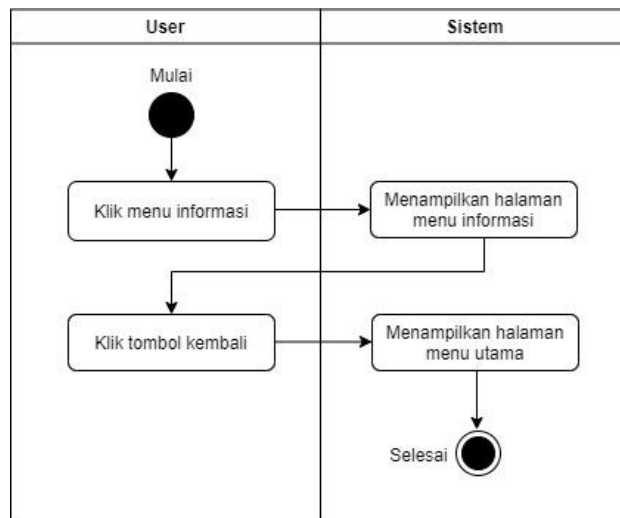 User
Sistem
Mulai
Klik menu informasi
Menampilkan halaman
menu informasi
Klik tombol kembali
Menampilkan halaman
menu utama
Selesai